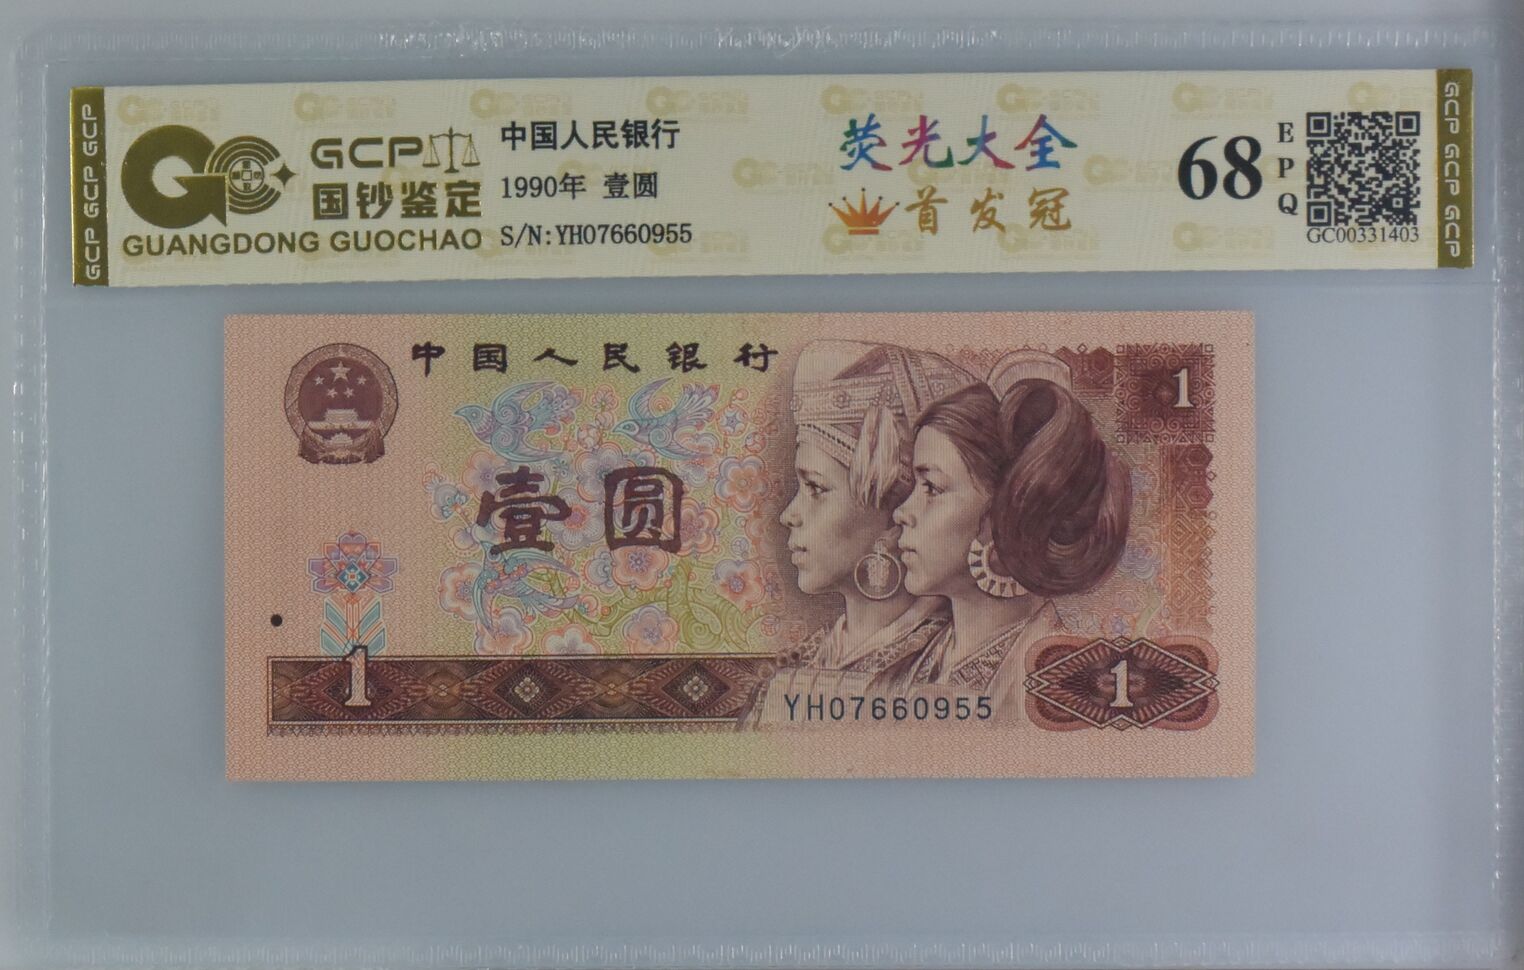 GCP GCP GCP
GCP
国钞鉴定
GUANGDONG GUOCHAO
中国人民银行
1990年 壹圆
S/N:YH07660955
荧光大全
首发冠
68
EPQ
GC00331403
GCP GCP GCP
中国人民银行
1
壹圆
1
YH07660955
1